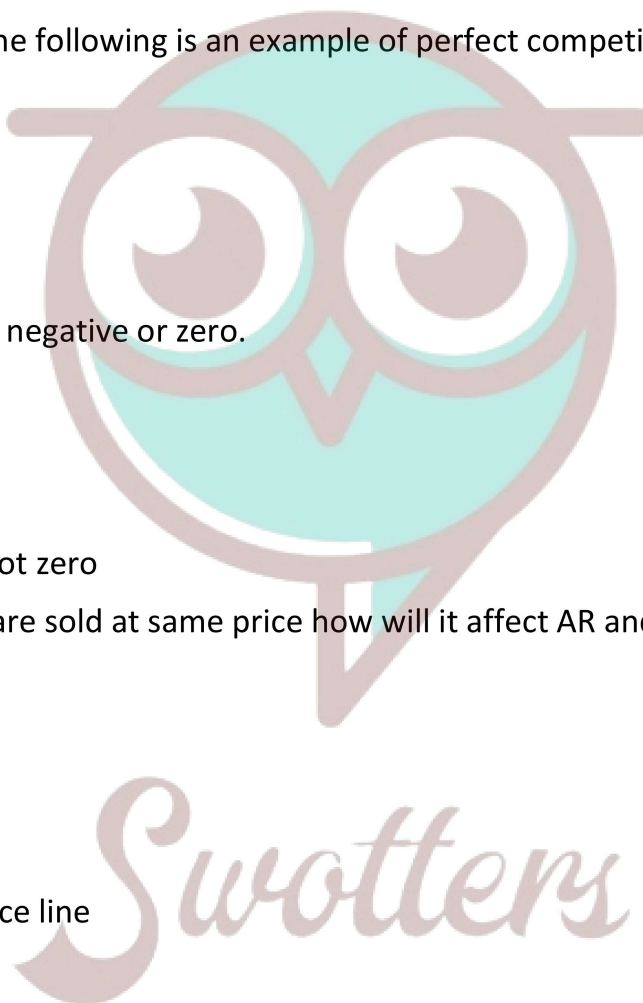 he following is an example of perfect competi
negative or zero.
ot zero
are sold at same price how will it affect AR and
ce line
Swotters